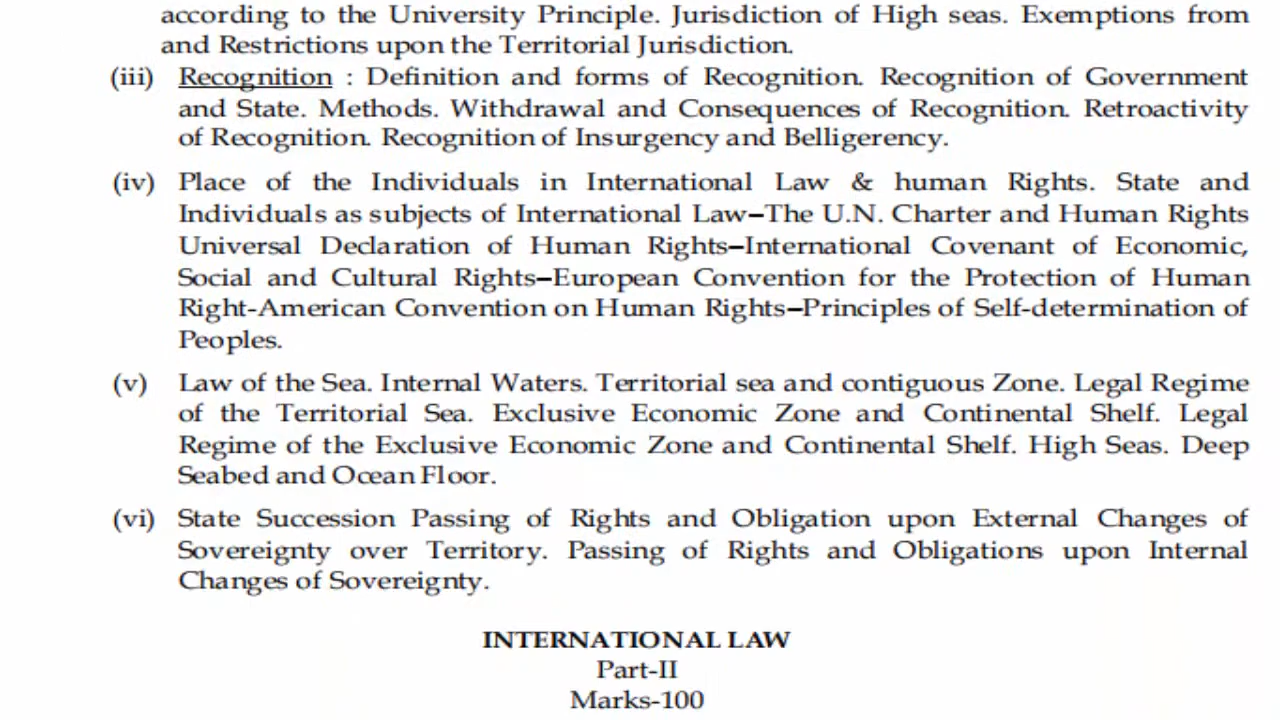 according to the University Principle. Jurisdiction of High seas. Exemptions from
and Restrictions upon the Territorial Jurisdiction.
(iii) Recognition : Definition and forms of Recognition. Recognition of Government
and State. Methods. Withdrawal and Consequences of Recognition. Retroactivity
of Recognition. Recognition of Insurgency and Belligerency.
(iv) Place of the Individuals in International Law & human Rights. State and
Individuals as subjects of International Law–The U.N. Charter and Human Rights
Universal Declaration of Human Rights–International Covenant of Economic,
Social and Cultural Rights–European Convention for the Protection of Human
Right-American Convention on Human Rights–Principles of Self-determination of
Peoples.
(v) Law of the Sea. Internal Waters. Territorial sea and contiguous Zone. Legal Regime
of the Territorial Sea. Exclusive Economic Zone and Continental Shelf. Legal
Regime of the Exclusive Economic Zone and Continental Shelf. High Seas. Deep
Seabed and Ocean Floor.
(vi) State Succession Passing of Rights and Obligation upon External Changes of
Sovereignty over Territory. Passing of Rights and Obligations upon Internal
Changes of Sovereignty.
INTERNATIONAL LAW
Part-II
Marks-100